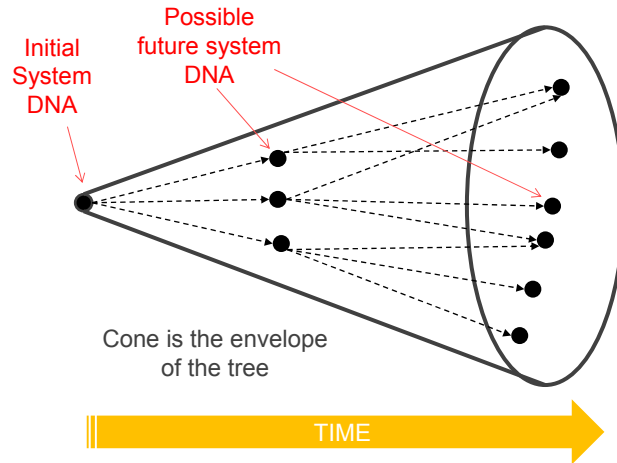 Initial
System
DNA
Possible
future system
DNA
Cone is the envelope
of the tree
TIME